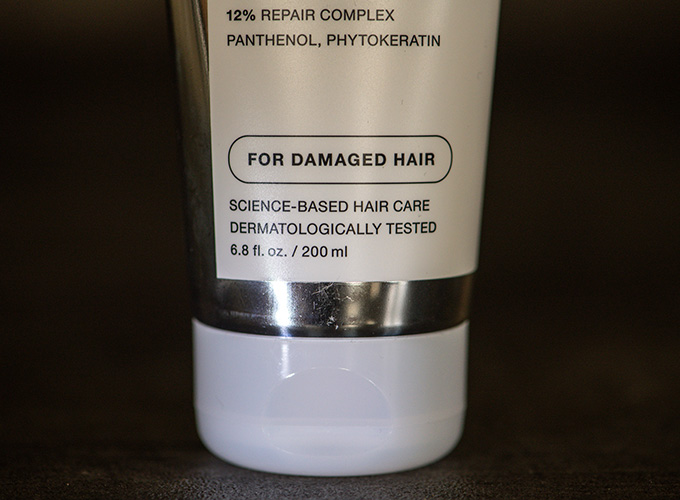 12% REPAIR COMPLEX
PANTHENOL, PHYTOKERATIN
FOR DAMAGED HAIR
SCIENCE-BASED HAIR CARE
DERMATOLOGICALLY TESTED
6.8 fl. oz. / 200 ml